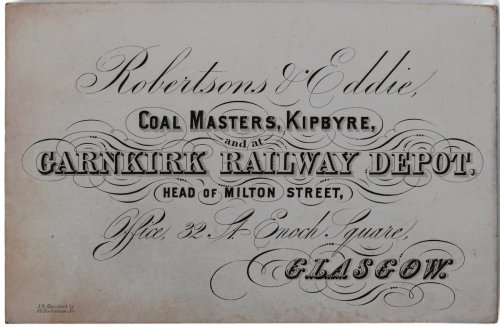 Robertsons & Eddie,
COAL MASTERS, KIPBYRE,
and at
GARNKIRK RAILWAY DEPOT,
HEAD OF MILTON STREET,
Office, 32 St. Enoch Square,
GLASGOW.